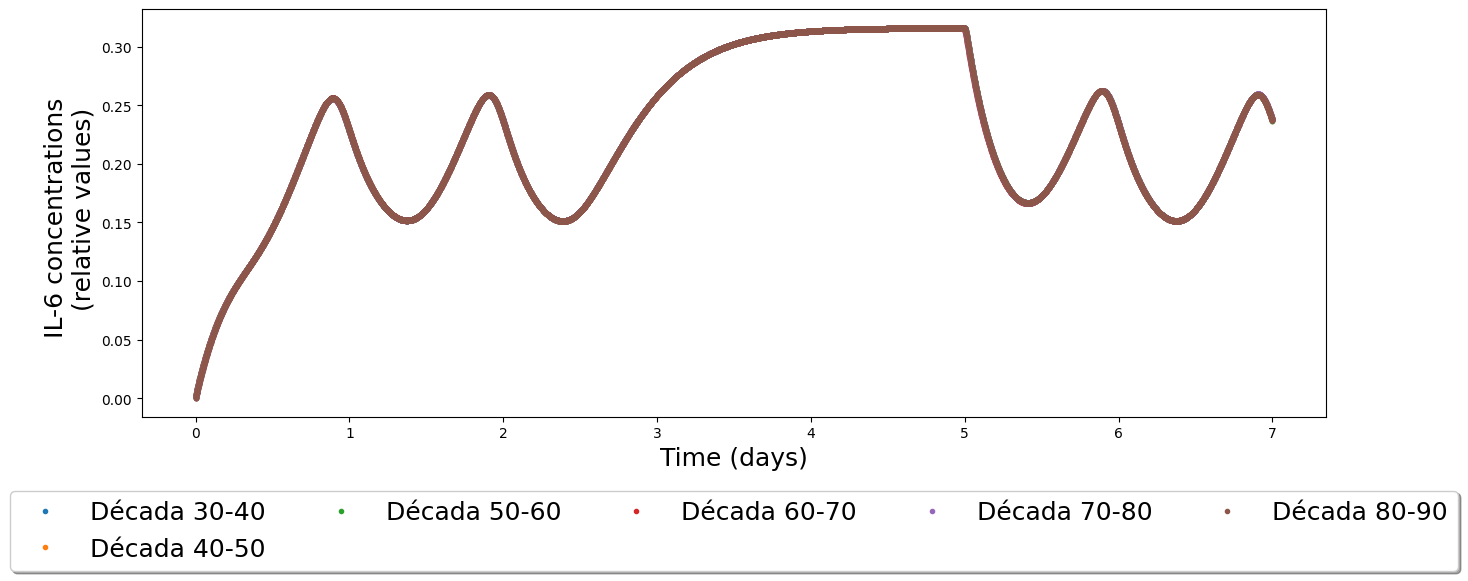 IL-6 concentrations
(relative values)
0.30
0.25
0.20
0.15
0.10
0.05
0.00
0 1 2 3 4 5 6 7
Time (days)
Década 30-40 Década 50-60 Década 60-70 Década 70-80 Década 80-90
Década 40-50